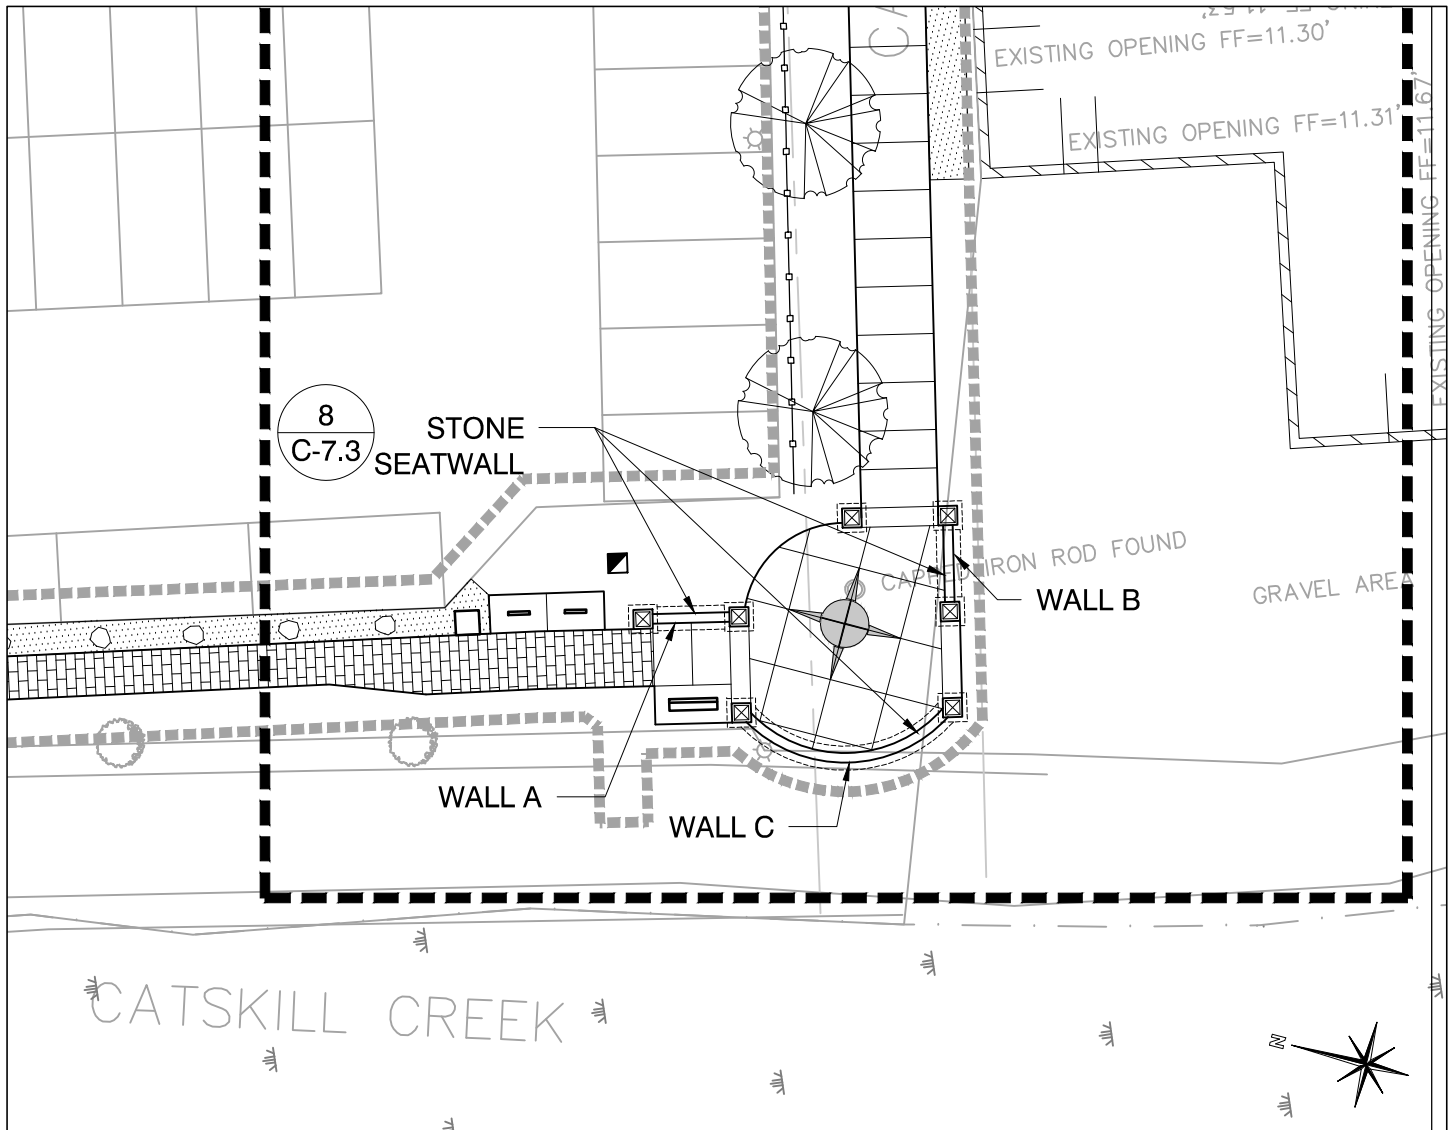 EXISTING OPENING FF=11.30'
EXISTING OPENING FF=11.31'
EXISTING OPENING FF=11.67'
8
C-7.3
STONE
SEATWALL
CAPPED IRON ROD FOUND
GRAVEL AREA
WALL B
WALL A
WALL C
CATSKILL CREEK
N